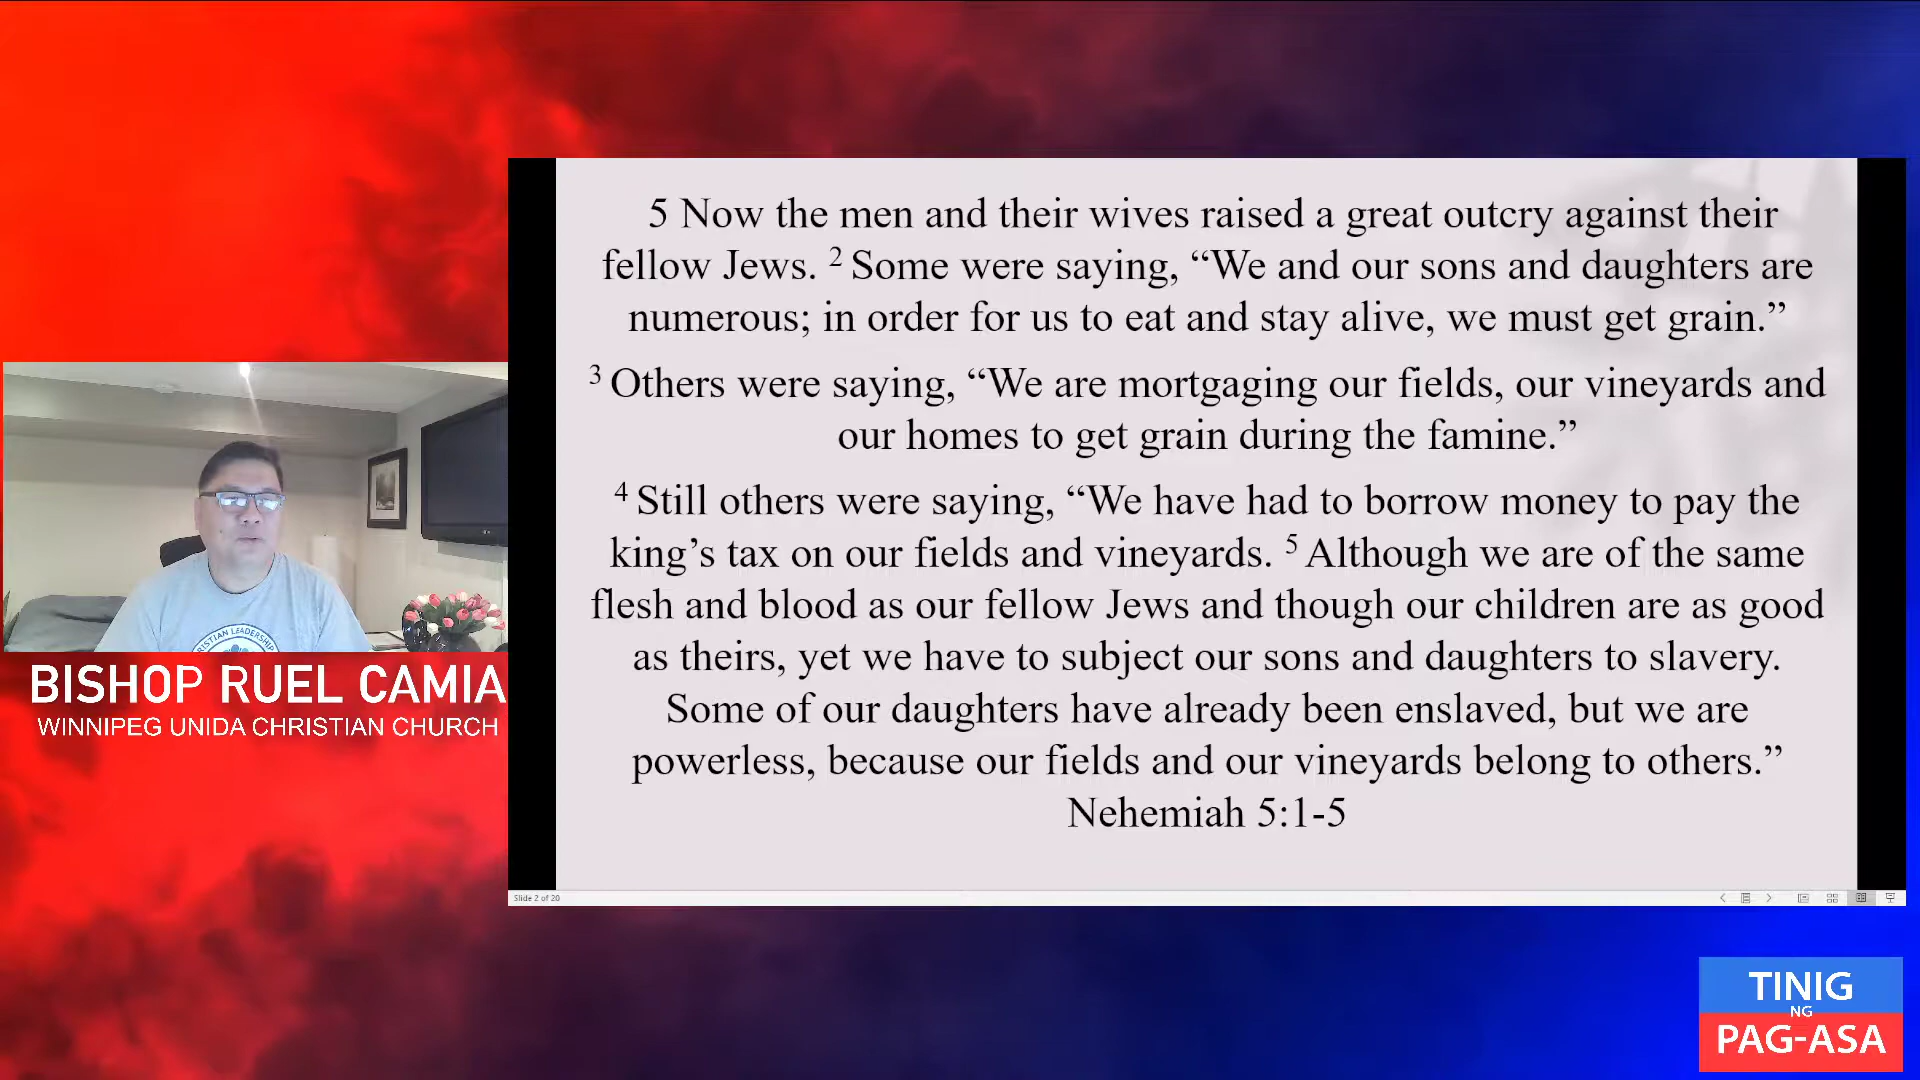 5 Now the men and their wives raised a great outcry against their
fellow Jews. 2 Some were saying, “We and our sons and daughters are
numerous; in order for us to eat and stay alive, we must get grain.”
3 Others were saying, “We are mortgaging our fields, our vineyards and
our homes to get grain during the famine.”
4 Still others were saying, “We have had to borrow money to pay the
king’s tax on our fields and vineyards. 5 Although we are of the same
flesh and blood as our fellow Jews and though our children are as good
as theirs, yet we have to subject our sons and daughters to slavery.
Some of our daughters have already been enslaved, but we are
powerless, because our fields and our vineyards belong to others.”
Nehemiah 5:1-5
Slide 2 of 20
LEADERSHIP
BISHOP RUEL CAMIA
WINNIPEG UNIDA CHRISTIAN CHURCH
TINIG
NG
PAG-ASA